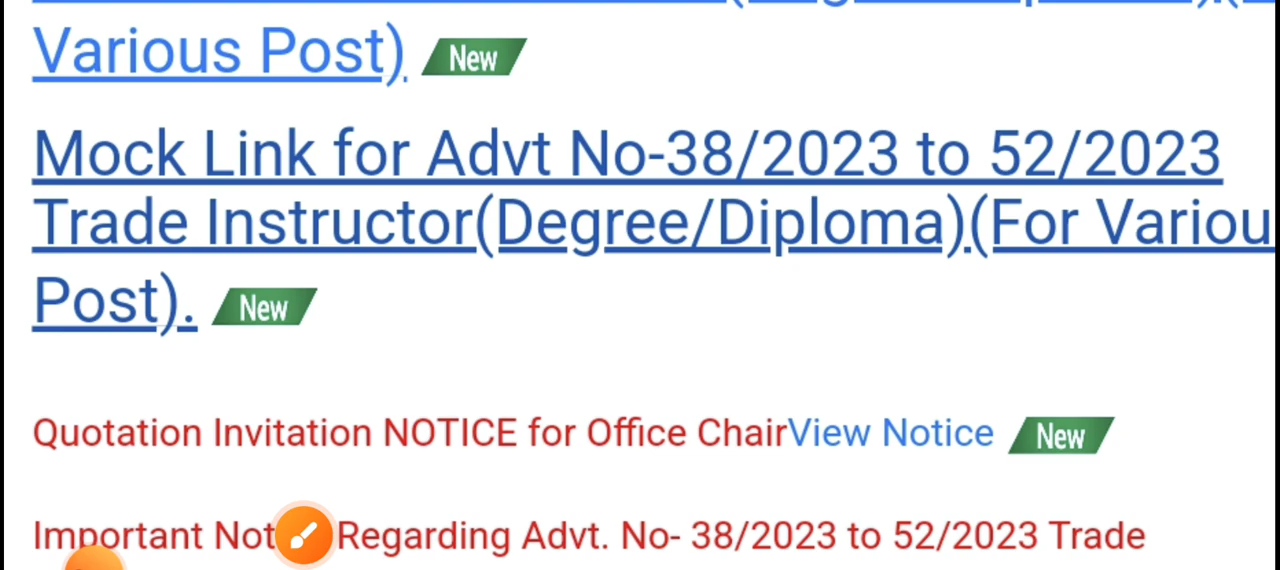 Various Post).
New
Mock Link for Advt No-38/2023 to 52/2023
Trade Instructor(Degree/Diploma)(For Variou
Post).
New
Quotation Invitation NOTICE for Office ChairView Notice
New
Important Not Regarding Advt. No- 38/2023 to 52/2023 Trade